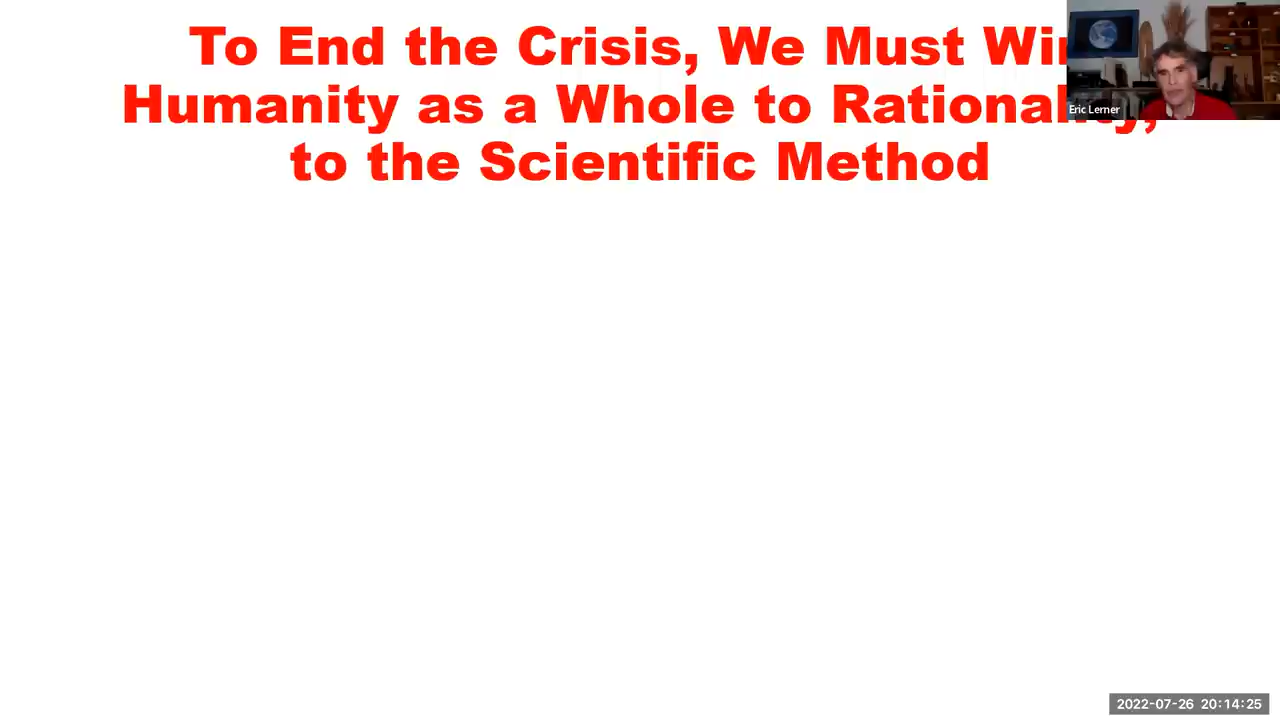 To End the Crisis, We Must Win
Humanity as a Whole to Rationality,
to the Scientific Method
Eric Lerner
2022-07-26 20:14:25